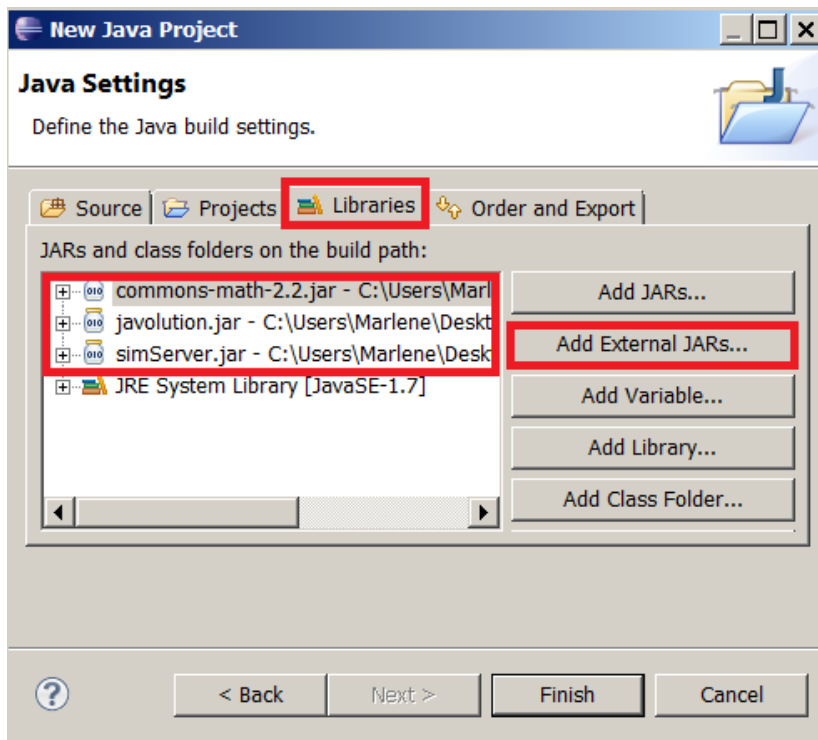 New Java Project
Java Settings
Define the Java build settings.
Source Projects Libraries Order and Export
JARs and class folders on the build path:
commons-math-2.2.jar - C:\Users\Marl
javolution.jar - C:\Users\Marlene\Deskt
simServer.jar - C:\Users\Marlene\Desk
JRE System Library [JavaSE-1.7]
Add JARs...
Add External JARs...
Add Variable...
Add Library...
Add Class Folder...
? < Back Next > Finish Cancel